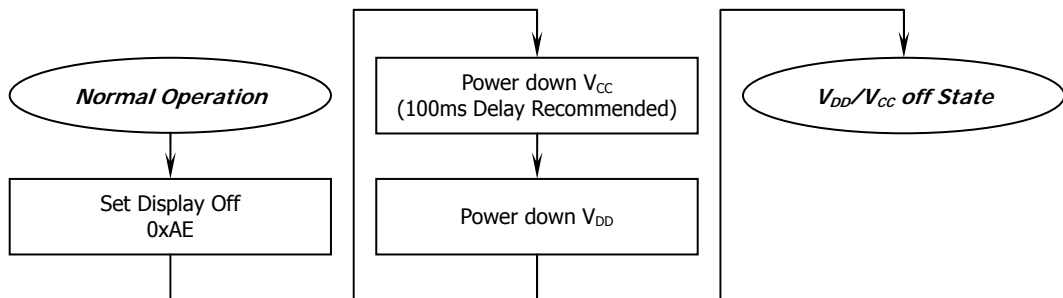 Normal Operation
Set Display Off
0xAE
Power down VCC
(100ms Delay Recommended)
Power down VDD
VDD/VCC off State